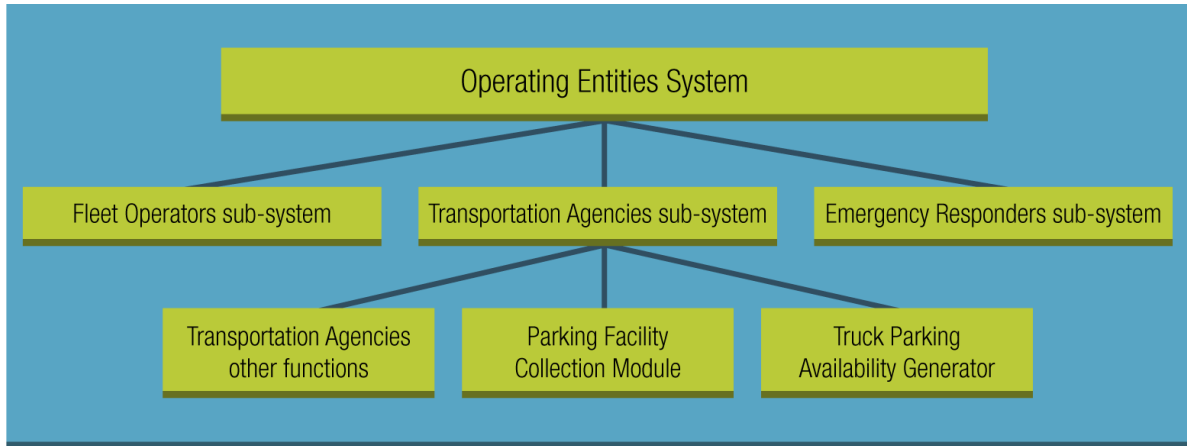 Operating Entities System
Fleet Operators sub-system
Transportation Agencies sub-system
Emergency Responders sub-system
Transportation Agencies
other functions
Parking Facility
Collection Module
Truck Parking
Availability Generator